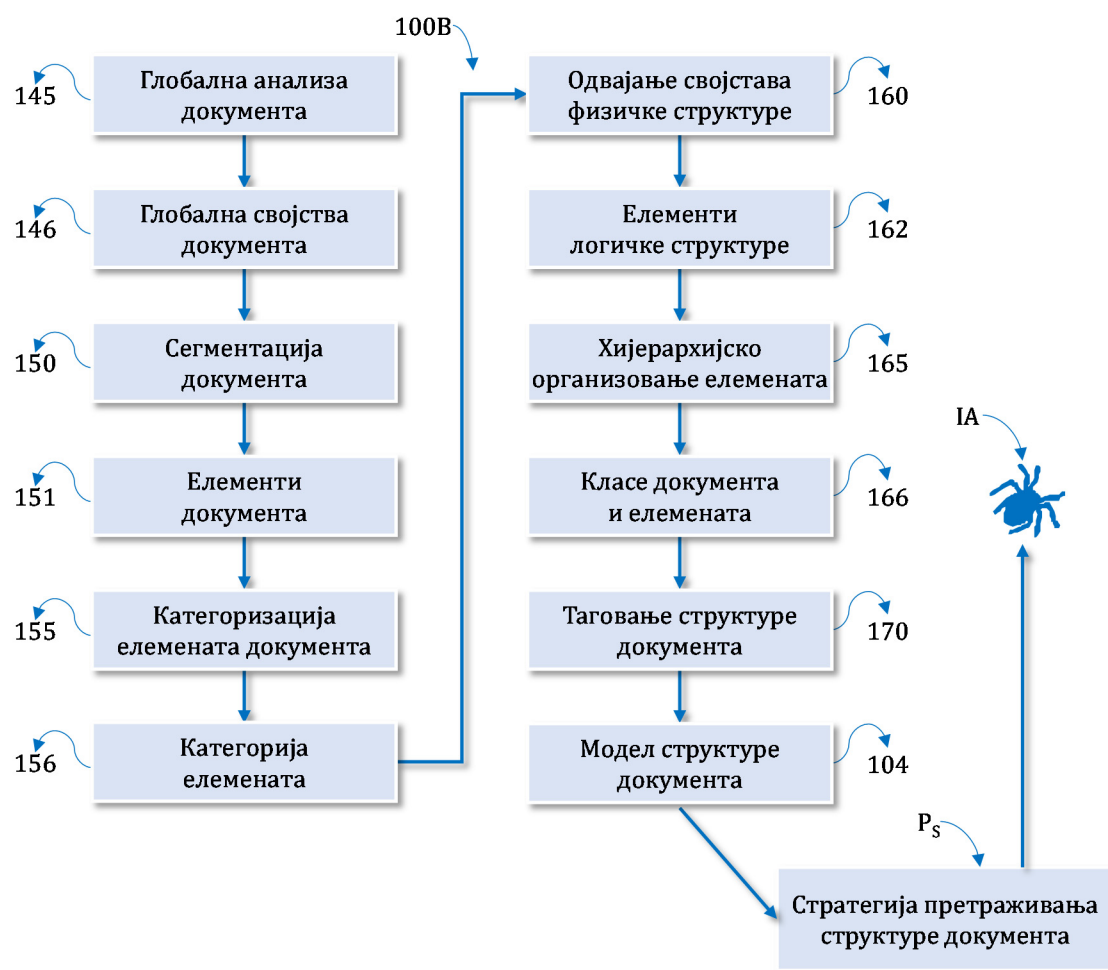 100B
145
Глобална анализа
документа
146
Глобална својства
документа
150
Сегментација
документа
151
Елементи
документа
155
Категоризација
елемената документа
156
Категорија
елемената
Одвајање својстава
физичке структуре
160
Елементи
логичке структуре
162
Хијерархијско
организовање елемената
165
Класе документа
и елемената
166
Таговање структуре
документа
170
Модел структуре
документа
104
IA
PS
Стратегија претраживања
структуре документа